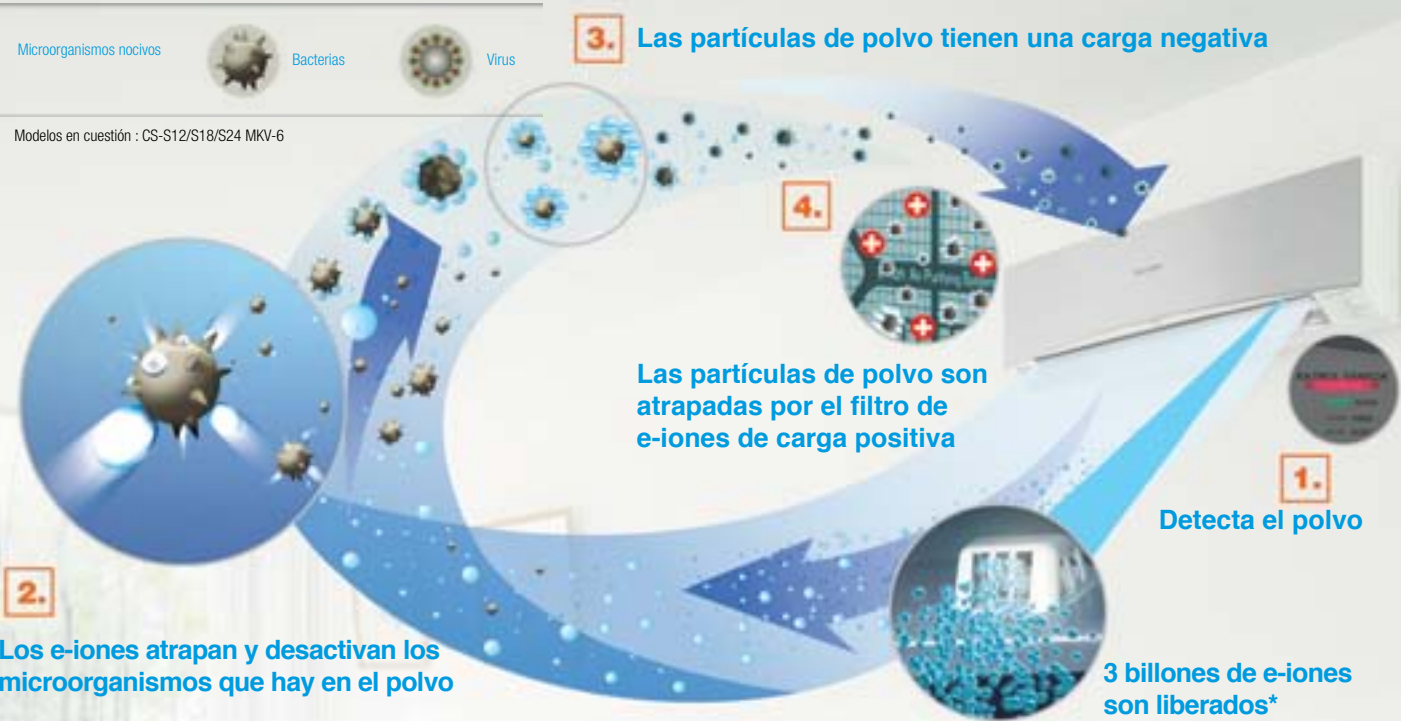 Microorganismos nocivos
Bacterias
Virus
Modelos en cuestión : CS-S12/S18/S24 MKV-6
3. Las partículas de polvo tienen una carga negativa
4.
Las partículas de polvo son
atrapadas por el filtro de
e-iones de carga positiva
1.
Detecta el polvo
2.
Los e-iones atrapan y desactivan los
microorganismos que hay en el polvo
3 billones de e-iones
son liberados*